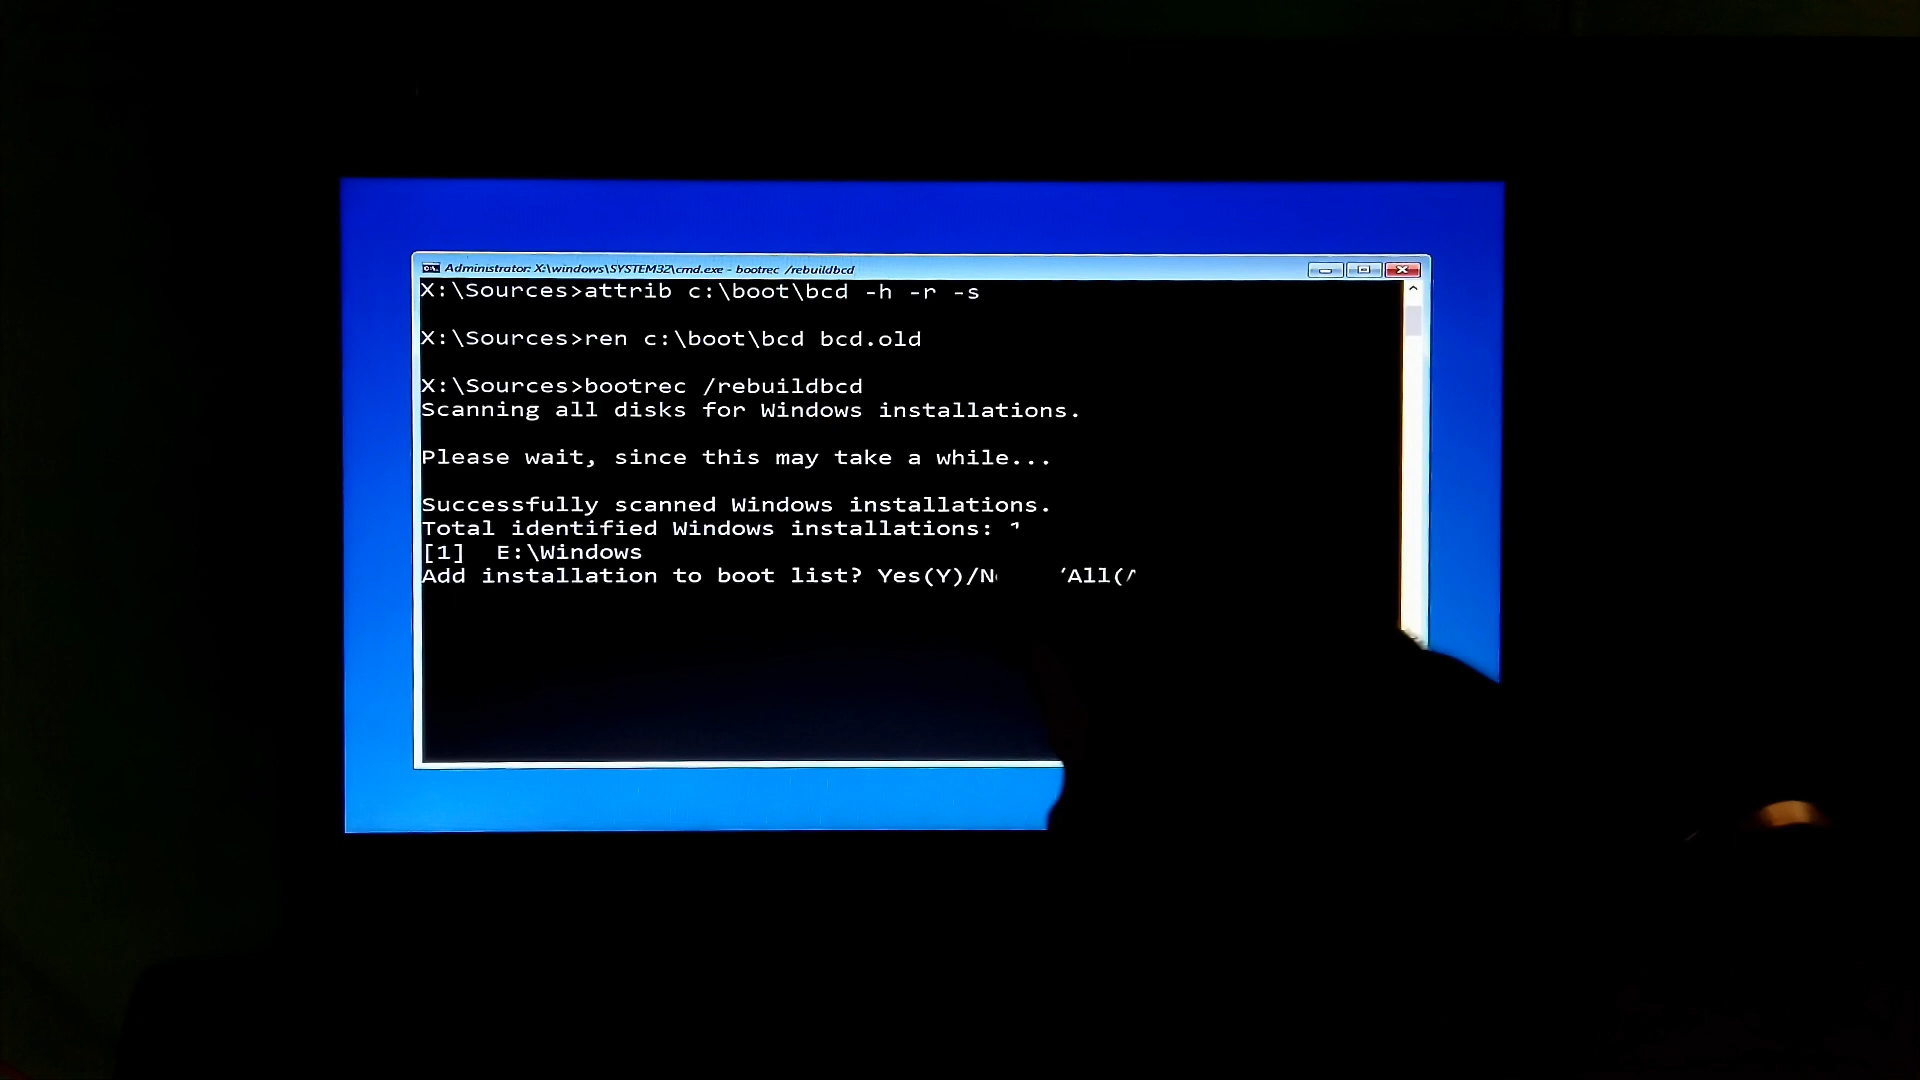 Administrator: X:\windows\SYSTEM32\cmd.exe - bootrec /rebuildbcd
X:\Sources>attrib c:\boot\bcd -h -r -s
X:\Sources>ren c:\boot\bcd bcd.old
X:\Sources>bootrec /rebuildbcd
Scanning all disks for Windows installations.
Please wait, since this may take a while...
Successfully scanned Windows installations.
Total identified Windows installations:
[1] E:\Windows
Add installation to boot list? Yes(Y)/N All(